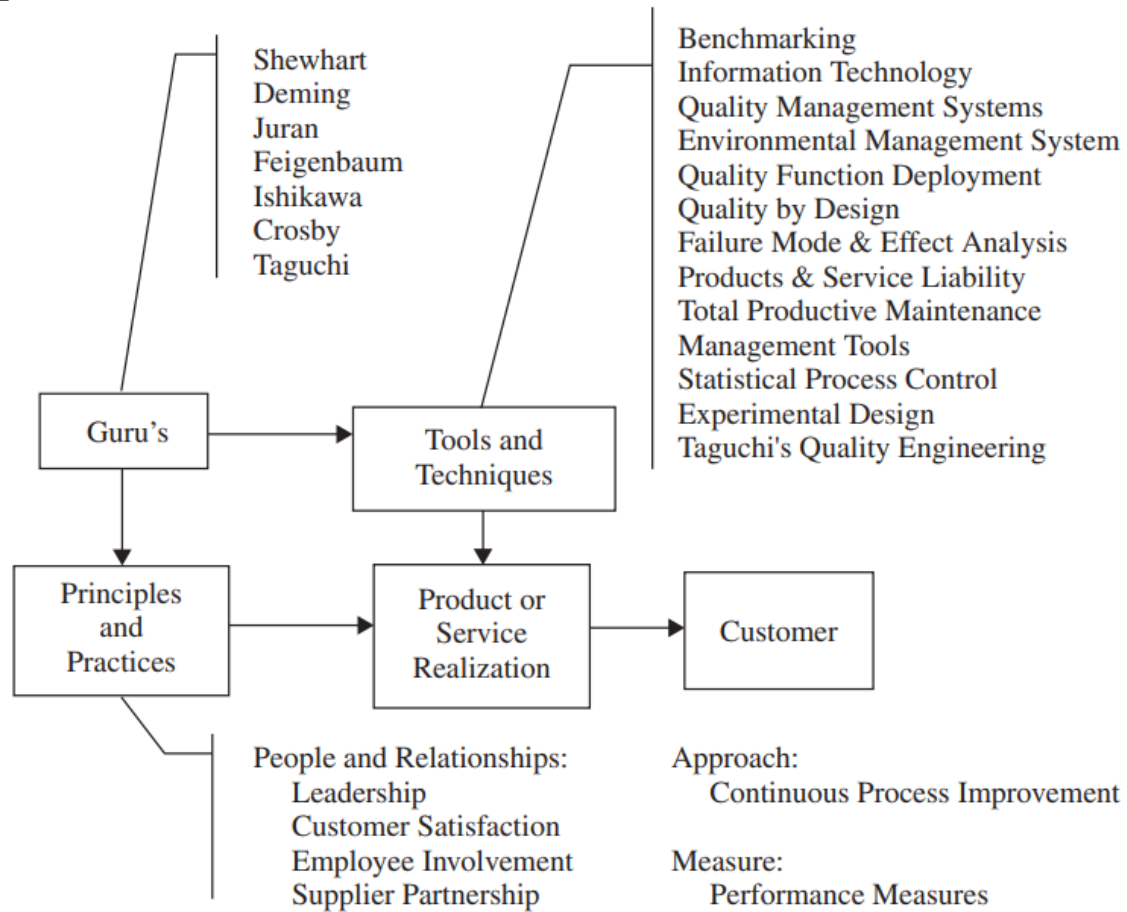 Shewhart
Deming
Juran
Feigenbaum
Ishikawa
Crosby
Taguchi
Benchmarking
Information Technology
Quality Management Systems
Environmental Management System
Quality Function Deployment
Quality by Design
Failure Mode & Effect Analysis
Products & Service Liability
Total Productive Maintenance
Management Tools
Statistical Process Control
Experimental Design
Taguchi's Quality Engineering
Guru's
Tools and
Techniques
Principles
and
Practices
Product or
Service
Realization
Customer
People and Relationships:
Leadership
Customer Satisfaction
Employee Involvement
Supplier Partnership
Approach:
Continuous Process Improvement
Measure:
Performance Measures